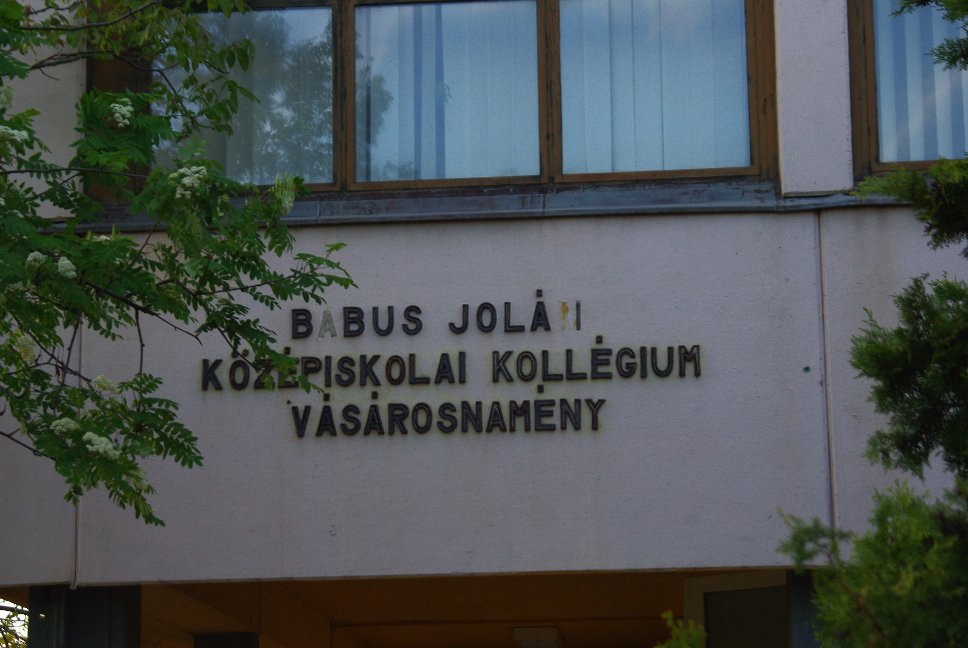 BABUS JOLÁN
KÖZÉPISKOLAI KOLLÉGIUM
VÁSÁROSNAMÉNY